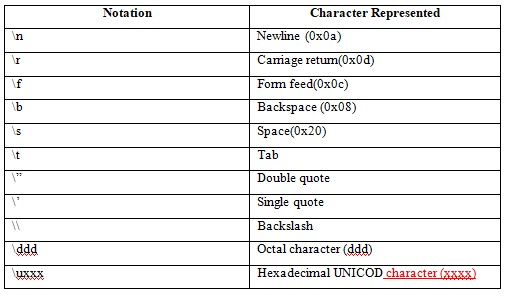 Notation Character Represented
\n Newline (0x0a)
\r Carriage return(0x0d)
\f Form feed(0x0c)
\b Backspace (0x08)
\s Space(0x20)
\t Tab
\” Double quote
\’ Single quote
\\ Backslash
\ddd Octal character (ddd)
\uxxx Hexadecimal UNICOD character (xxxx)